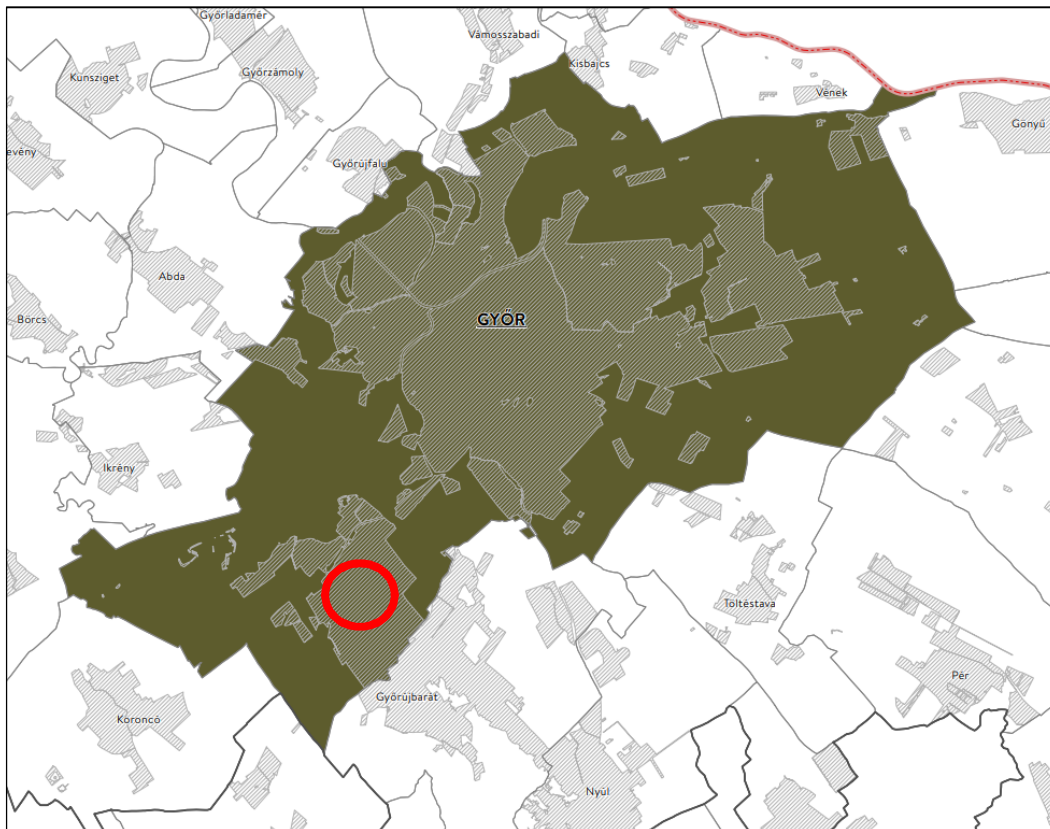 Győrladamér
Vámosszabadi
Kisbajcs
Kunsziget
Győrzámoly
Vének
Gönyű
evény
Győrújfalu
Abda
Börcs
GYŐR
Ikrény
Töltéstava
Pér
Győrújbarát
Koroncó
Nyúl